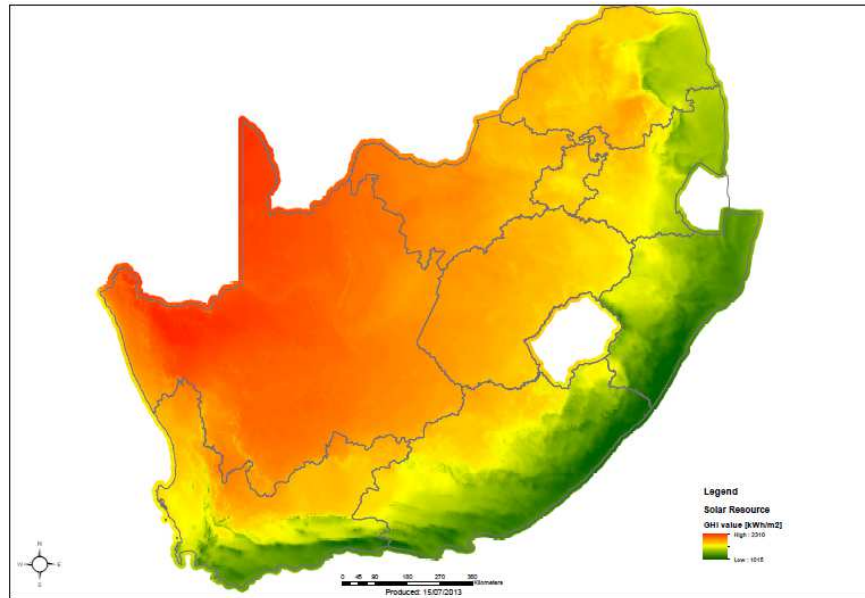 Legend
Solar Resource
GHI value [kWh/m2]
High : 2310
Low : 1015
N
W
E
S
0 45 90 180 270 360
Kilometers
Produced: 15/07/2013